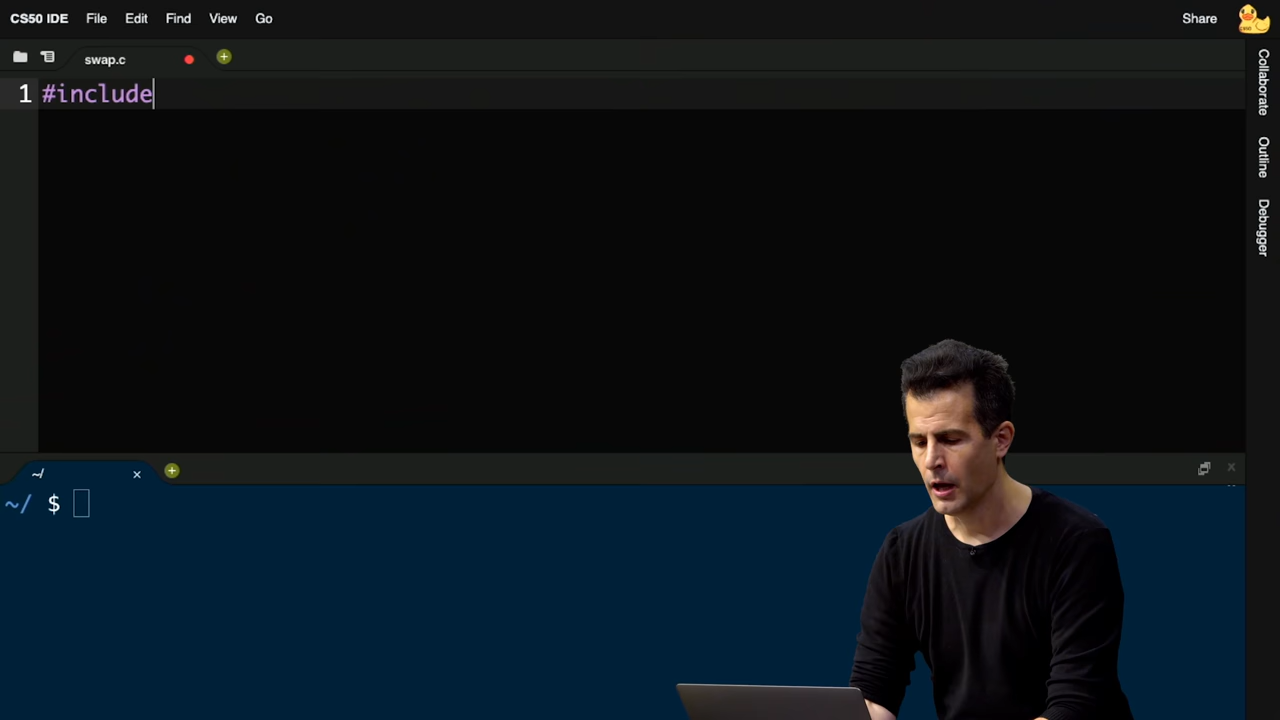 CS50 IDE File Edit Find View Go Share
swap.c
1 #include
Collaborate
Outline
Debugger
~/
~/ $